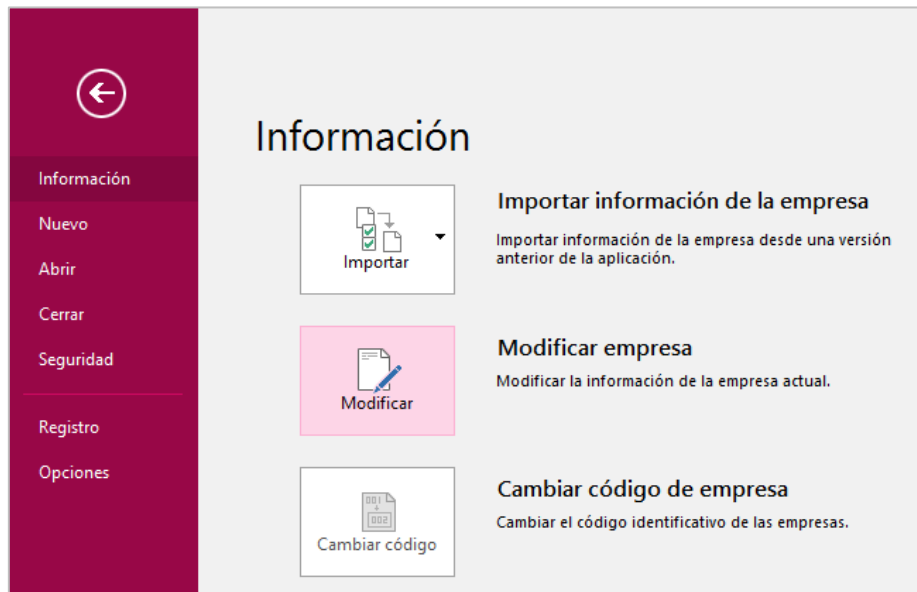 Información
Nuevo
Abrir
Cerrar
Seguridad
Registro
Opciones
Información
Importar
Importar información de la empresa
Importar información de la empresa desde una versión
anterior de la aplicación.
Modificar
Modificar empresa
Modificar la información de la empresa actual.
001
002
Cambiar código
Cambiar código de empresa
Cambiar el código identificativo de las empresas.